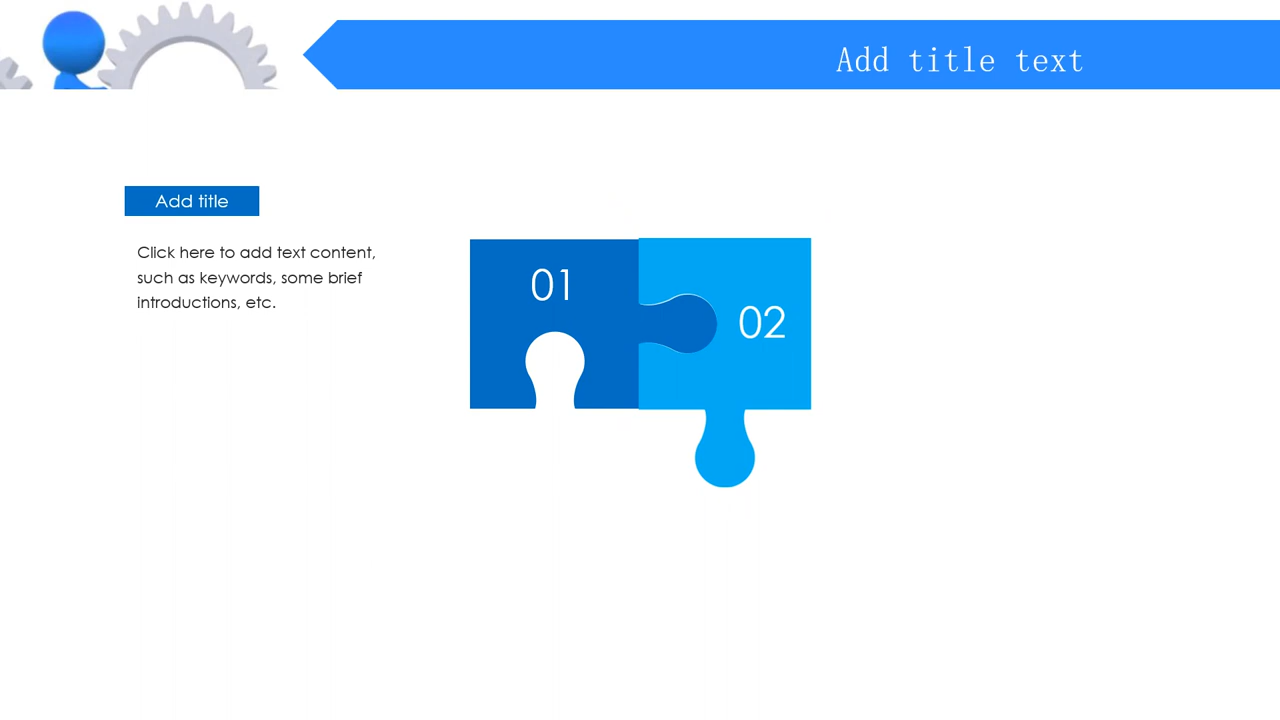 Add title text
Add title
Click here to add text content,
such as keywords, some brief
introductions, etc.
01
02